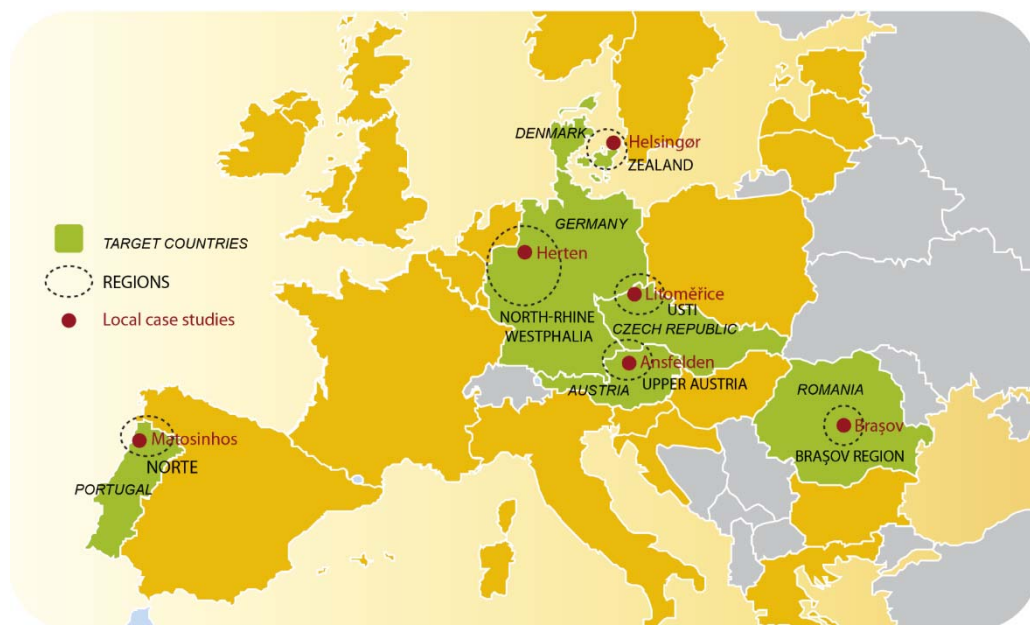 DENMARK
Helsingør
ZEALAND
GERMANY
TARGET COUNTRIES
Herten
REGIONS
Litoměřice
USTI
Local case studies
NORTH-RHINE
WESTPHALIA
CZECH REPUBLIC
Ansfelden
AUSTRIA
UPPER AUSTRIA
ROMANIA
Braşov
BRAŞOV REGION
Matosinhos
NORTE
PORTUGAL